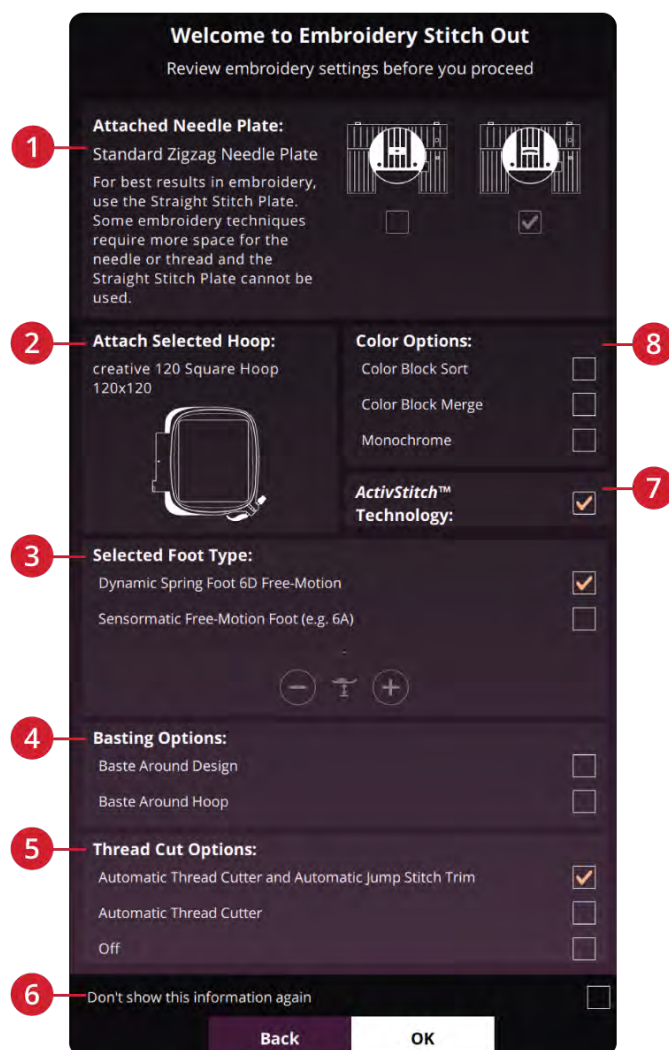 Welcome to Embroidery Stitch Out
Review embroidery settings before you proceed
1
Attached Needle Plate:
Standard Zigzag Needle Plate
For best results in embroidery,
use the Straight Stitch Plate.
Some embroidery techniques
require more space for the
needle or thread and the
Straight Stitch Plate cannot be
used.
2
Attach Selected Hoop:
creative 120 Square Hoop
120x120
8
Color Options:
Color Block Sort
Color Block Merge
Monochrome
7
ActivStitch™
Technology:
3
Selected Foot Type:
Dynamic Spring Foot 6D Free-Motion
Sensormatic Free-Motion Foot (e.g. 6A)
-
4
Basting Options:
Baste Around Design
Baste Around Hoop
5
Thread Cut Options:
Automatic Thread Cutter and Automatic Jump Stitch Trim
Automatic Thread Cutter
Off
6
Don't show this information again
Back OK